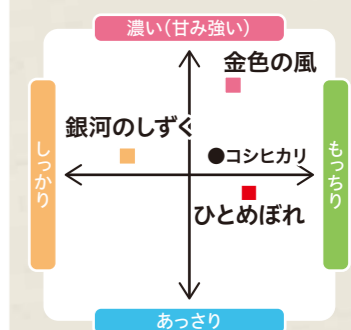 濃い(甘み強い)
金色の風
銀河のしずく
しっかり
コシヒカリ
もっちり
ひとめぼれ
あっさり